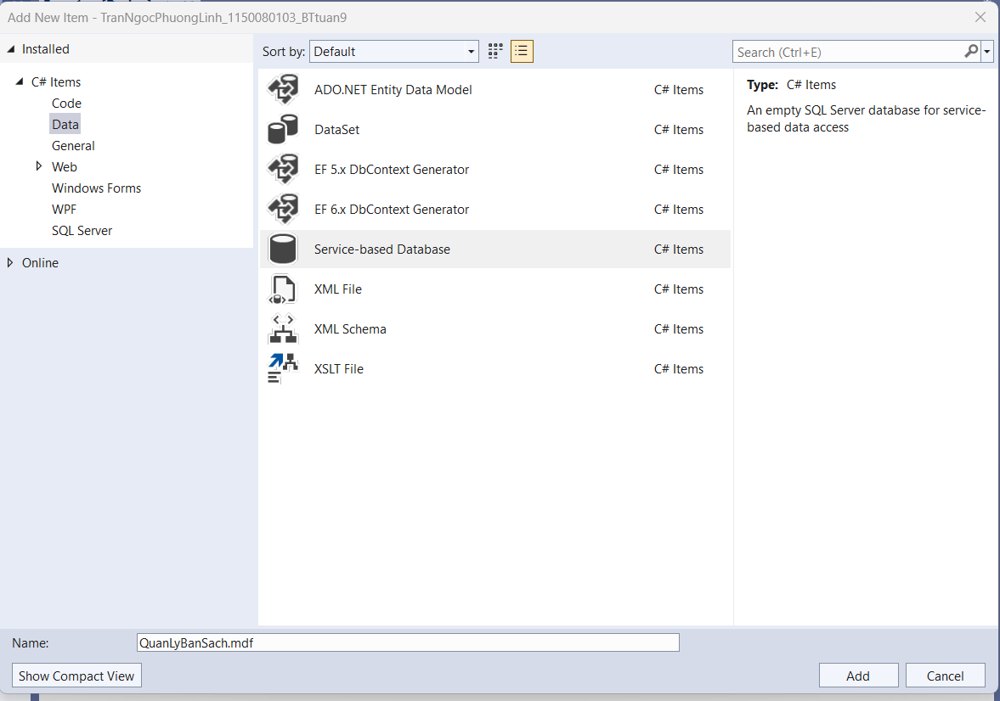 Add New Item - TranNgocPhuongLinh_1150080103_BTtuan9
Installed
C# Items
Code
Data
General
Web
Windows Forms
WPF
SQL Server
Online
Sort by: Default
Search (Ctrl+E)
ADO.NET Entity Data Model C# Items
DataSet C# Items
EF 5.x DbContext Generator C# Items
EF 6.x DbContext Generator C# Items
Service-based Database C# Items
XML File C# Items
XML Schema C# Items
XSLT File C# Items
Type: C# Items
An empty SQL Server database for service-
based data access
Name: QuanLyBanSach.mdf
Show Compact View
Add Cancel